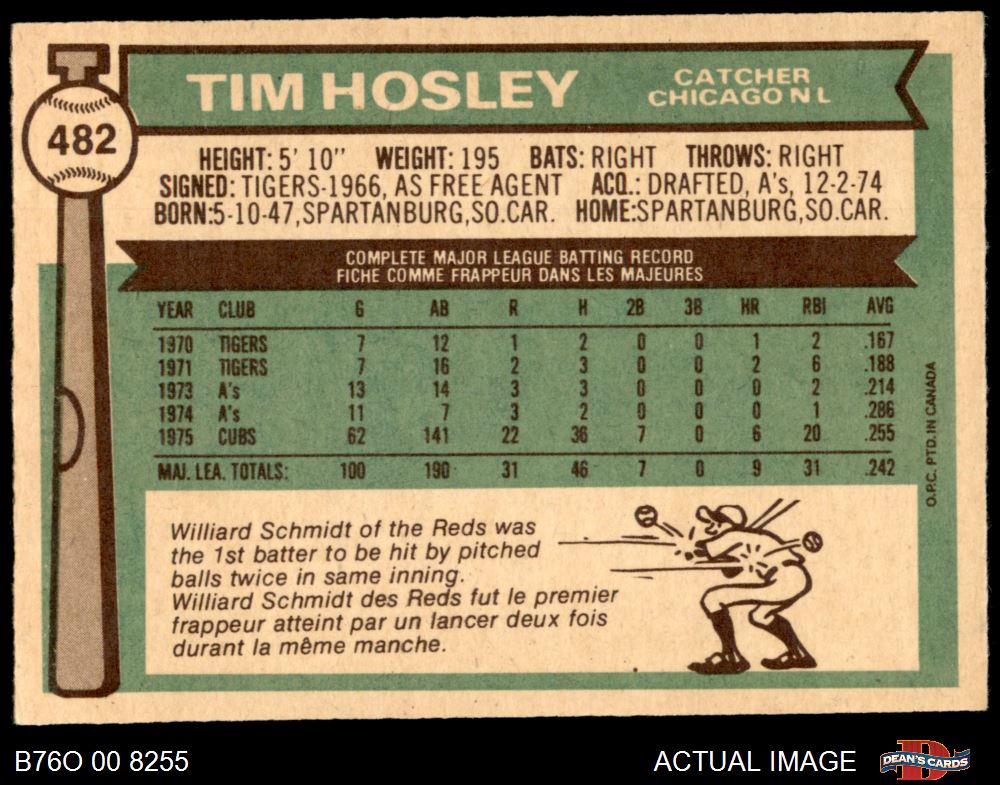 482
TIM HOSLEY
CATCHER
CHICAGO N L
HEIGHT: 5' 10" WEIGHT: 195 BATS: RIGHT THROWS: RIGHT
SIGNED: TIGERS-1966, AS FREE AGENT ACQ.: DRAFTED, A's, 12-2-74
BORN:5-10-47,SPARTANBURG,SO.CAR. HOME:SPARTANBURG,SO.CAR.
COMPLETE MAJOR LEAGUE BATTING RECORD
FICHE COMME FRAPPEUR DANS LES MAJEURES
YEAR CLUB G AB R H 2B 3B HR RBI AVG
1970 TIGERS 7 12 1 2 0 0 1 2 .167
1971 TIGERS 7 16 2 3 0 0 2 6 .188
1973 A's 13 14 3 3 0 0 0 2 .214
1974 A's 11 7 3 2 0 0 0 1 .286
1975 CUBS 62 141 22 36 7 0 6 20 .255
MAJ. LEA. TOTALS: 100 190 31 46 7 0 9 31 .242
O.P.C. PTD. IN CANADA
Williard Schmidt of the Reds was
the 1st batter to be hit by pitched
balls twice in same inning.
Williard Schmidt des Reds fut le premier
frappeur atteint par un lancer deux fois
durant la même manche.
B76O 00 8255
ACTUAL IMAGE
DEAN'S CARDS